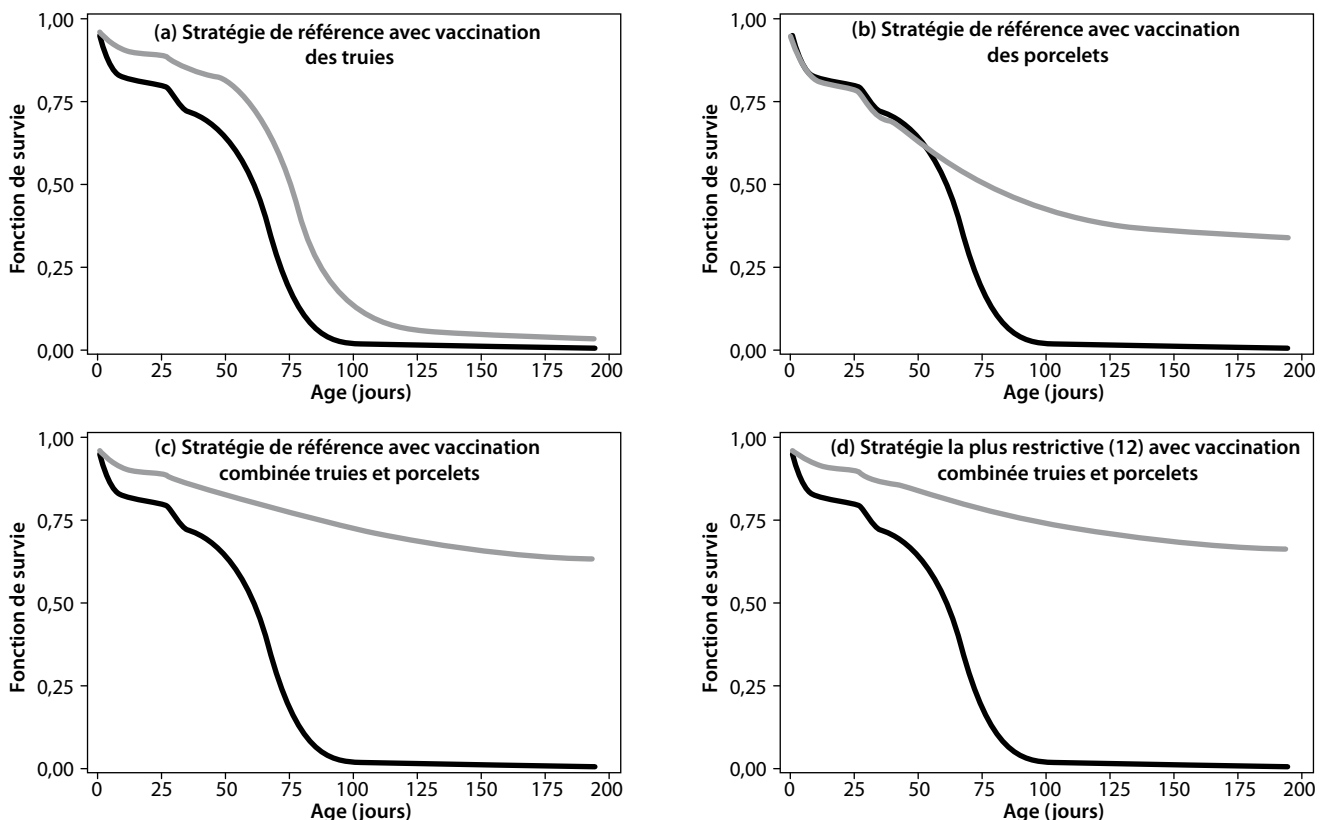 (a) Stratégie de référence avec vaccination
des truies
Fonction de survie
1,00
0,75
0,50
0,25
0,00
0 25 50 75 100 125 150 175 200
Age (jours)
(b) Stratégie de référence avec vaccination
des porcelets
Fonction de survie
1,00
0,75
0,50
0,25
0,00
0 25 50 75 100 125 150 175 200
Age (jours)
(c) Stratégie de référence avec vaccination
combinée truies et porcelets
Fonction de survie
1,00
0,75
0,50
0,25
0,00
0 25 50 75 100 125 150 175 200
Age (jours)
(d) Stratégie la plus restrictive (12) avec vaccination
combinée truies et porcelets
Fonction de survie
1,00
0,75
0,50
0,25
0,00
0 25 50 75 100 125 150 175 200
Age (jours)